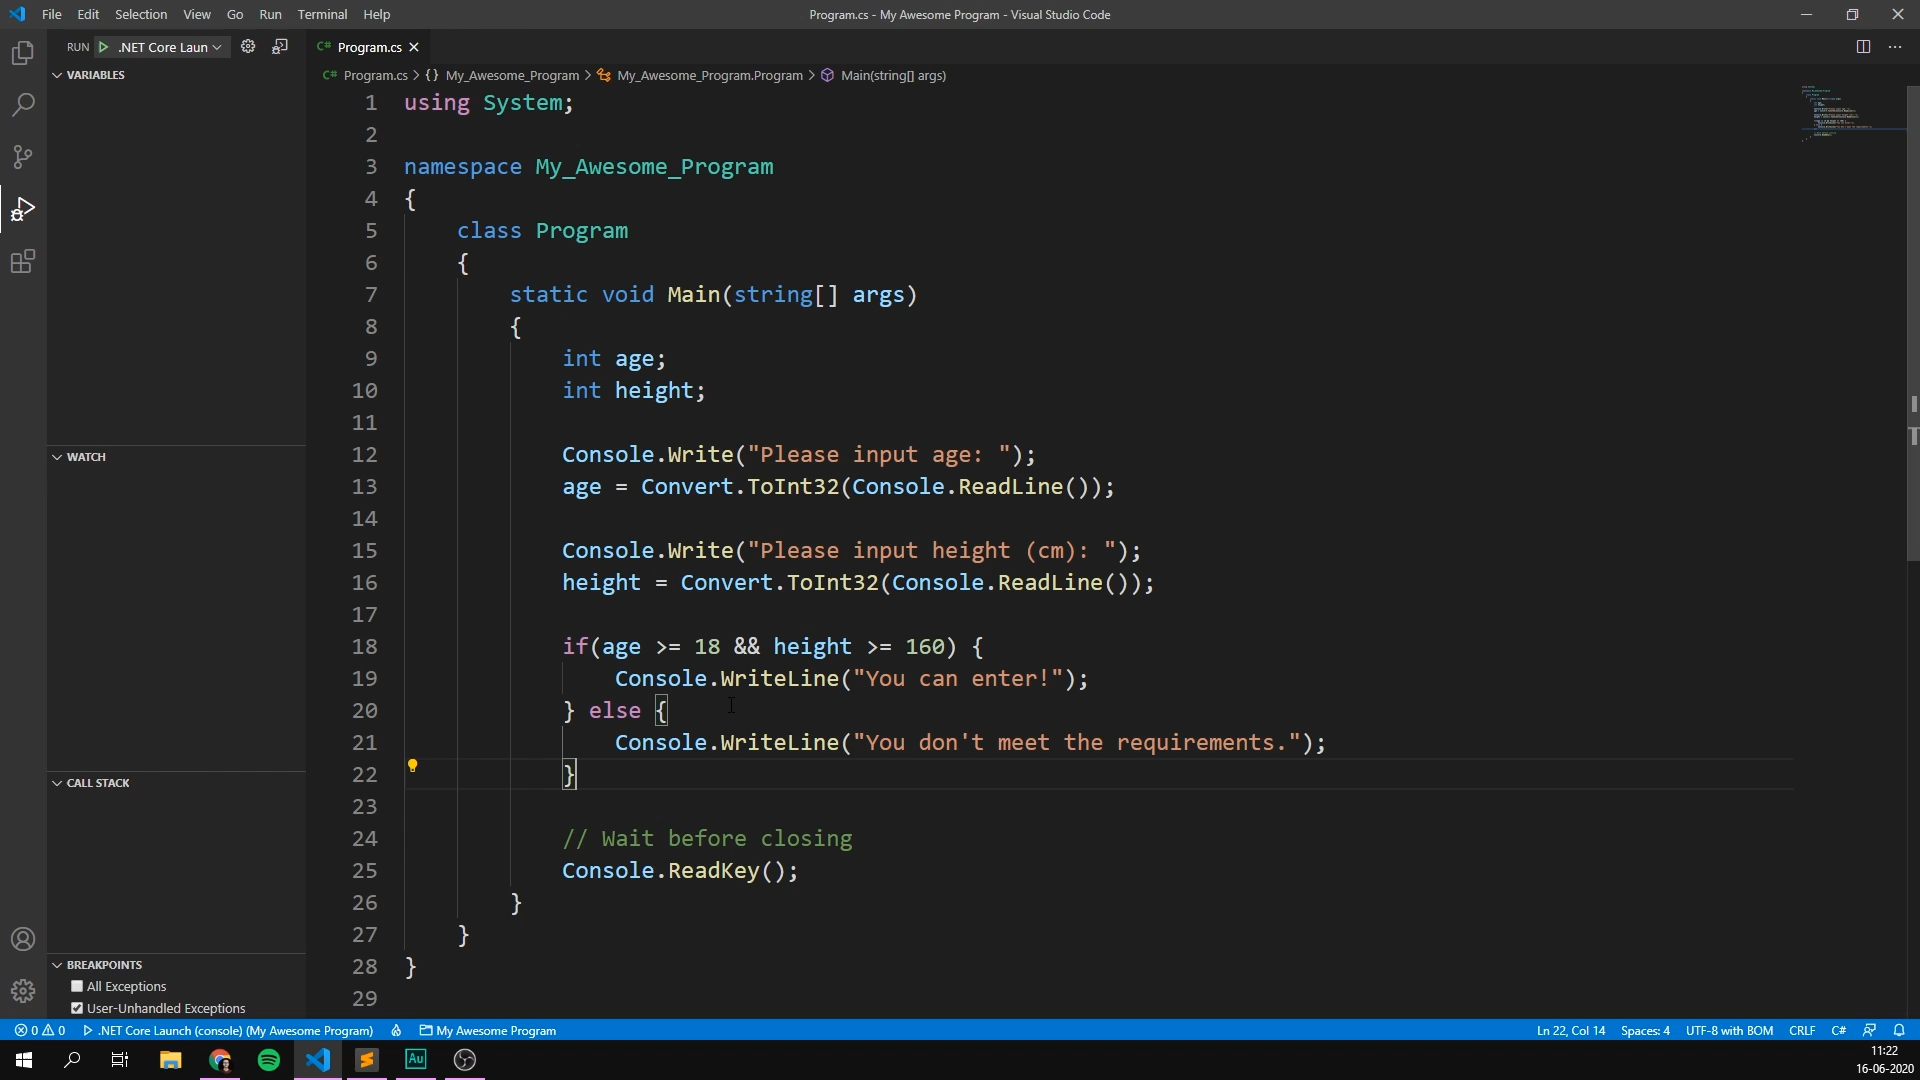 File Edit Selection View Go Run Terminal Help
Program.cs - My Awesome Program - Visual Studio Code
RUN .NET Core Laun
C# Program.cs
VARIABLES
C# Program.cs > {} My_Awesome_Program > My_Awesome_Program.Program > Main(string[] args)
1 using System;
2
3 namespace My_Awesome_Program
4 {
5 class Program
6 {
7 static void Main(string[] args)
8 {
9 int age;
10 int height;
11
12 Console.Write("Please input age: ");
13 age = Convert.ToInt32(Console.ReadLine());
14
15 Console.Write("Please input height (cm): ");
16 height = Convert.ToInt32(Console.ReadLine());
17
18 if(age >= 18 && height >= 160) {
19 Console.WriteLine("You can enter!");
20 } else {
21 Console.WriteLine("You don't meet the requirements.");
22 }
23
24 // Wait before closing
25 Console.ReadKey();
26 }
27 }
28 }
29
WATCH
CALL STACK
BREAKPOINTS
All Exceptions
User-Unhandled Exceptions
0 0 .NET Core Launch (console) (My Awesome Program) My Awesome Program
Ln 22, Col 14 Spaces: 4 UTF-8 with BOM CRLF C#
Au
11:22
16-06-2020